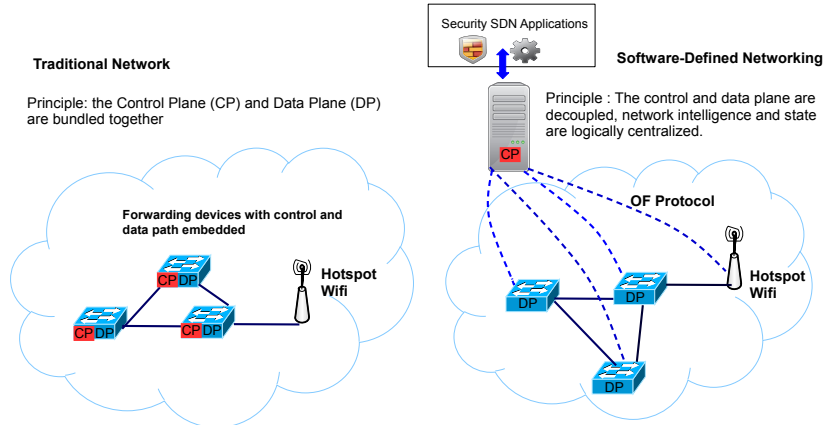 Traditional Network
Principle: the Control Plane (CP) and Data Plane (DP)
are bundled together
Forwarding devices with control and
data path embedded
CP DP
CP DP
CP DP
Hotspot
Wifi
Security SDN Applications
Software-Defined Networking
Principle : The control and data plane are
decoupled, network intelligence and state
are logically centralized.
CP
OF Protocol
DP
DP
DP
Hotspot
Wifi